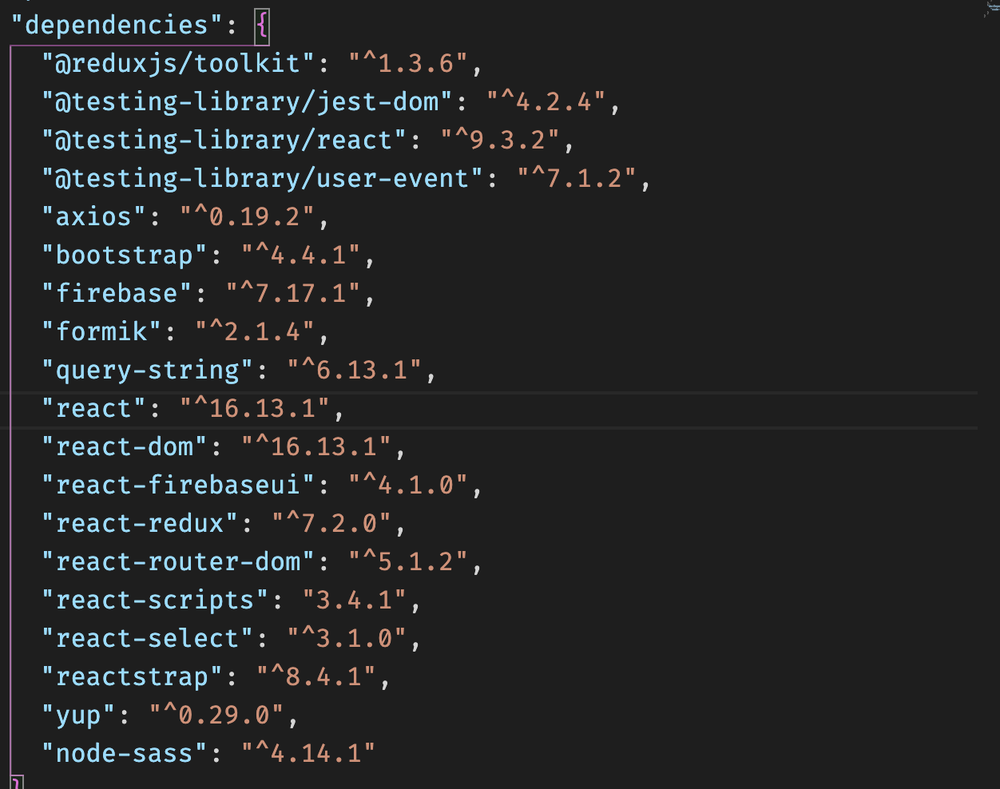 "dependencies": {
"@reduxjs/toolkit": "^1.3.6",
"@testing-library/jest-dom": "^4.2.4",
"@testing-library/react": "^9.3.2",
"@testing-library/user-event": "^7.1.2",
"axios": "^0.19.2",
"bootstrap": "^4.4.1",
"firebase": "^7.17.1",
"formik": "^2.1.4",
"query-string": "^6.13.1",
"react": "^16.13.1",
"react-dom": "^16.13.1",
"react-firebaseui": "^4.1.0",
"react-redux": "^7.2.0",
"react-router-dom": "^5.1.2",
"react-scripts": "3.4.1",
"react-select": "^3.1.0",
"reactstrap": "^8.4.1",
"yup": "^0.29.0",
"node-sass": "^4.14.1"
}